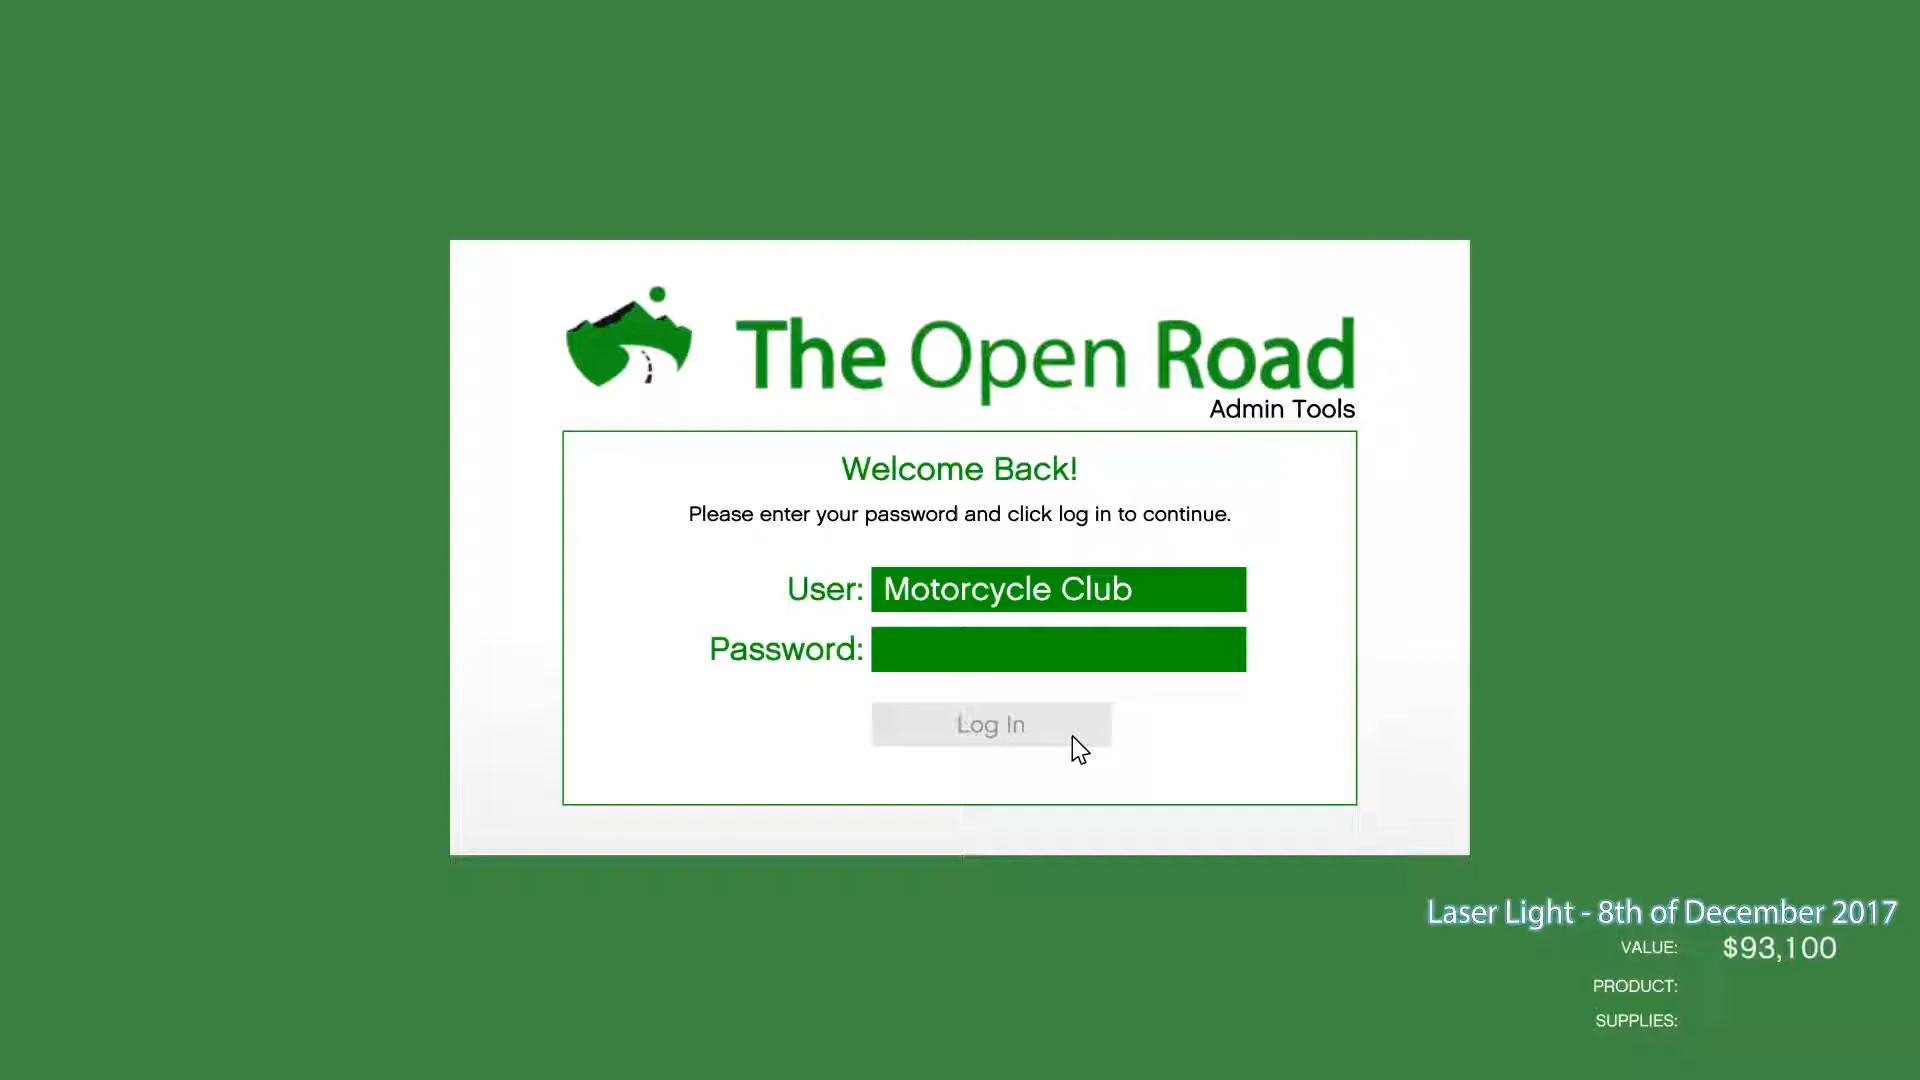 The Open Road
Admin Tools
Welcome Back!
Please enter your password and click log in to continue.
User: Motorcycle Club
Password:
Log In
Laser Light - 8th of December 2017
VALUE: $93,100
PRODUCT:
SUPPLIES: